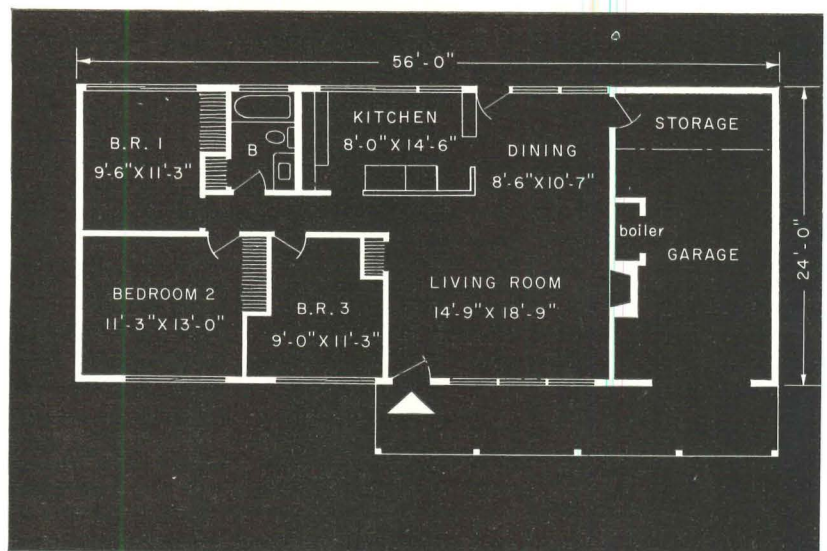 56'-0"
B.R. 1
9'-6" X 11'-3"
B
KITCHEN
8'-0" X 14'-6"
DINING
8'-6" X 10'-7"
STORAGE
boiler
GARAGE
24'-0"
BEDROOM 2
11'-3" X 13'-0"
B.R. 3
9'-0" X 11'-3"
LIVING ROOM
14'-9" X 18'-9"